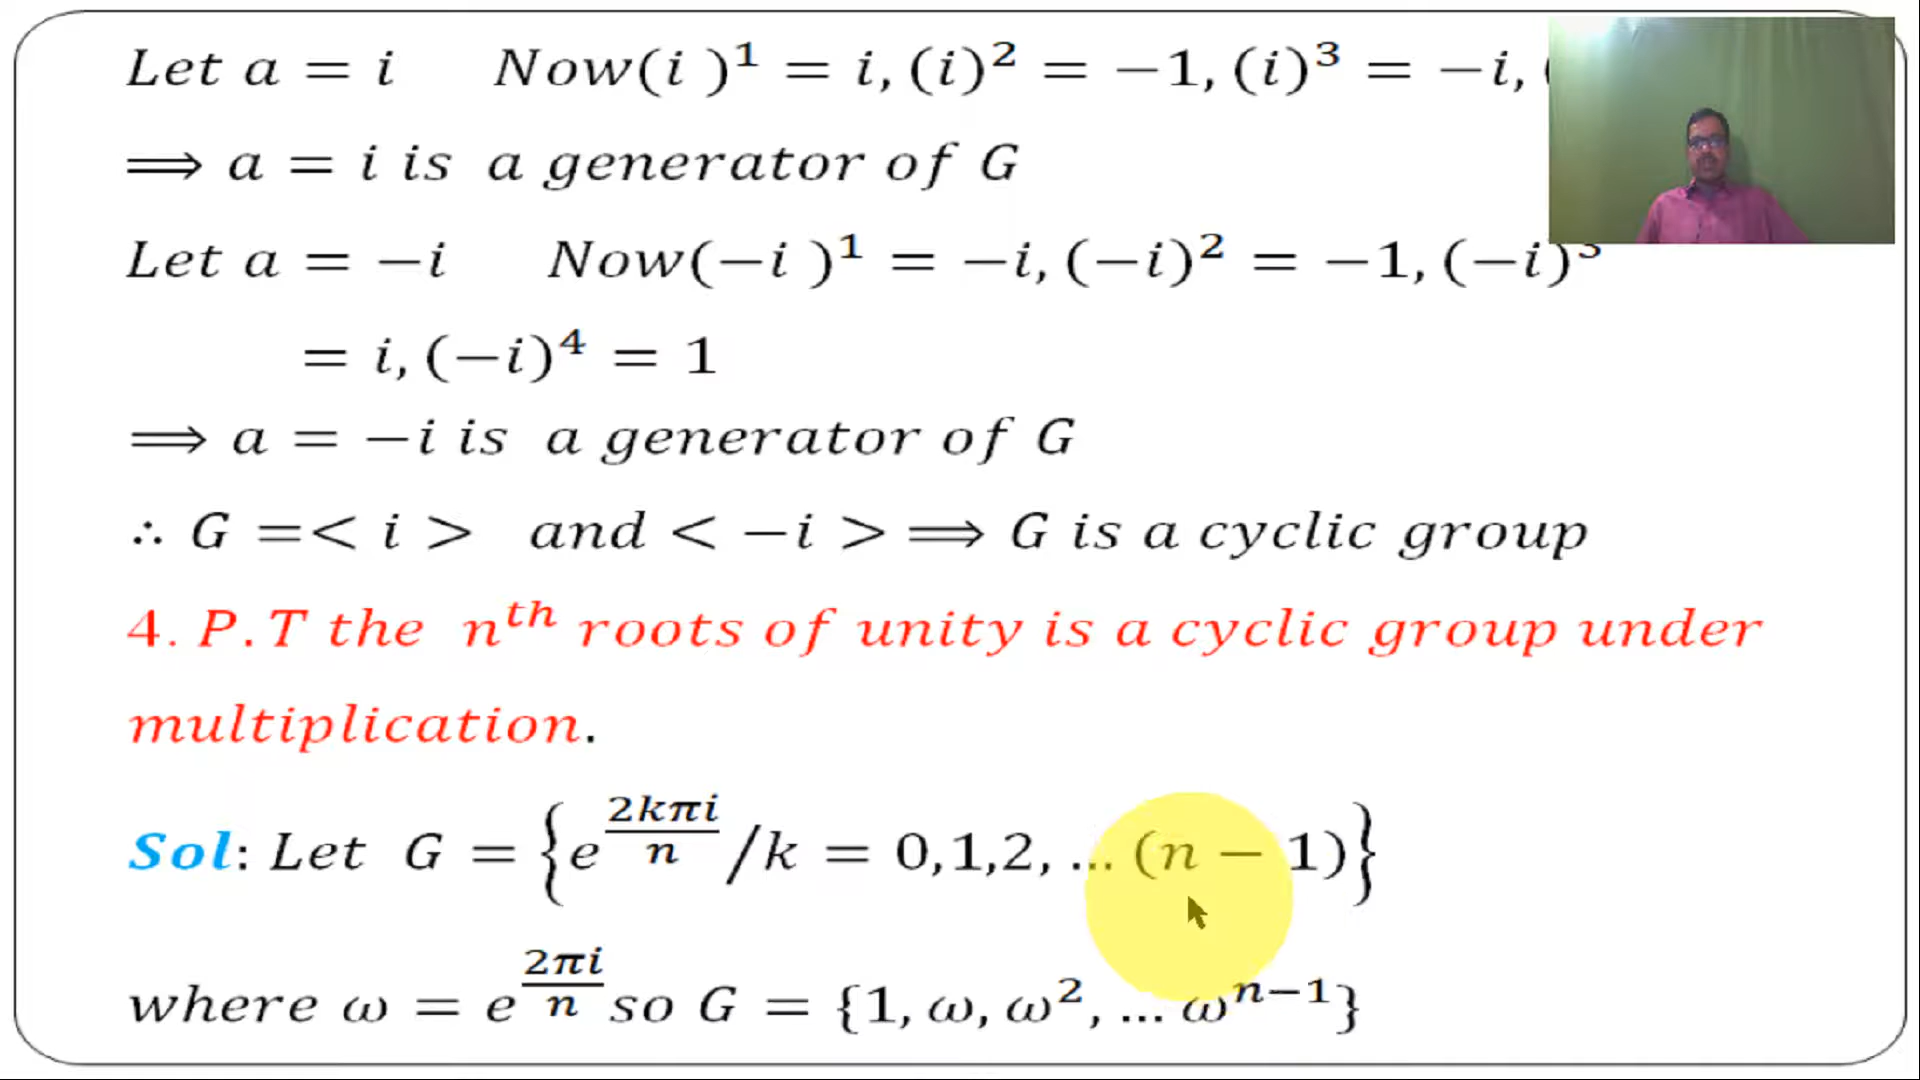 Let a = i Now(i )¹ = i, (i)² = −1, (i)³ = −i,
⟹ a = i is a generator of G
Let a = −i Now(−i )¹ = −i, (−i)² = −1, (−i)³
= i, (−i)⁴ = 1
⟹ a = −i is a generator of G
∴ G =< i > and < −i >⟹ G is a cyclic group
4. P.T the nᵗʰ roots of unity is a cyclic group under
multiplication.
Sol: Let G = {e^(2kπi/n) /k = 0,1,2, … (n − 1)}
where ω = e^(2πi/n) so G = {1, ω, ω², … ωⁿ⁻¹}